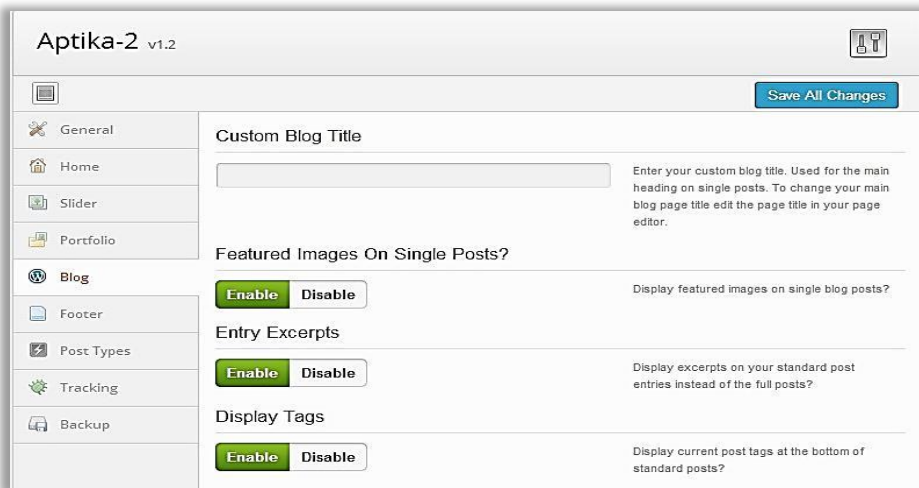 Aptika-2 v1.2
Save All Changes
General
Home
Slider
Portfolio
Blog
Footer
Post Types
Tracking
Backup
Custom Blog Title
Enter your custom blog title. Used for the main
heading on single posts. To change your main
blog page title edit the page title in your page
editor.
Featured Images On Single Posts?
Enable Disable
Display featured images on single blog posts?
Entry Excerpts
Enable Disable
Display excerpts on your standard post
entries instead of the full posts?
Display Tags
Enable Disable
Display current post tags at the bottom of
standard posts?